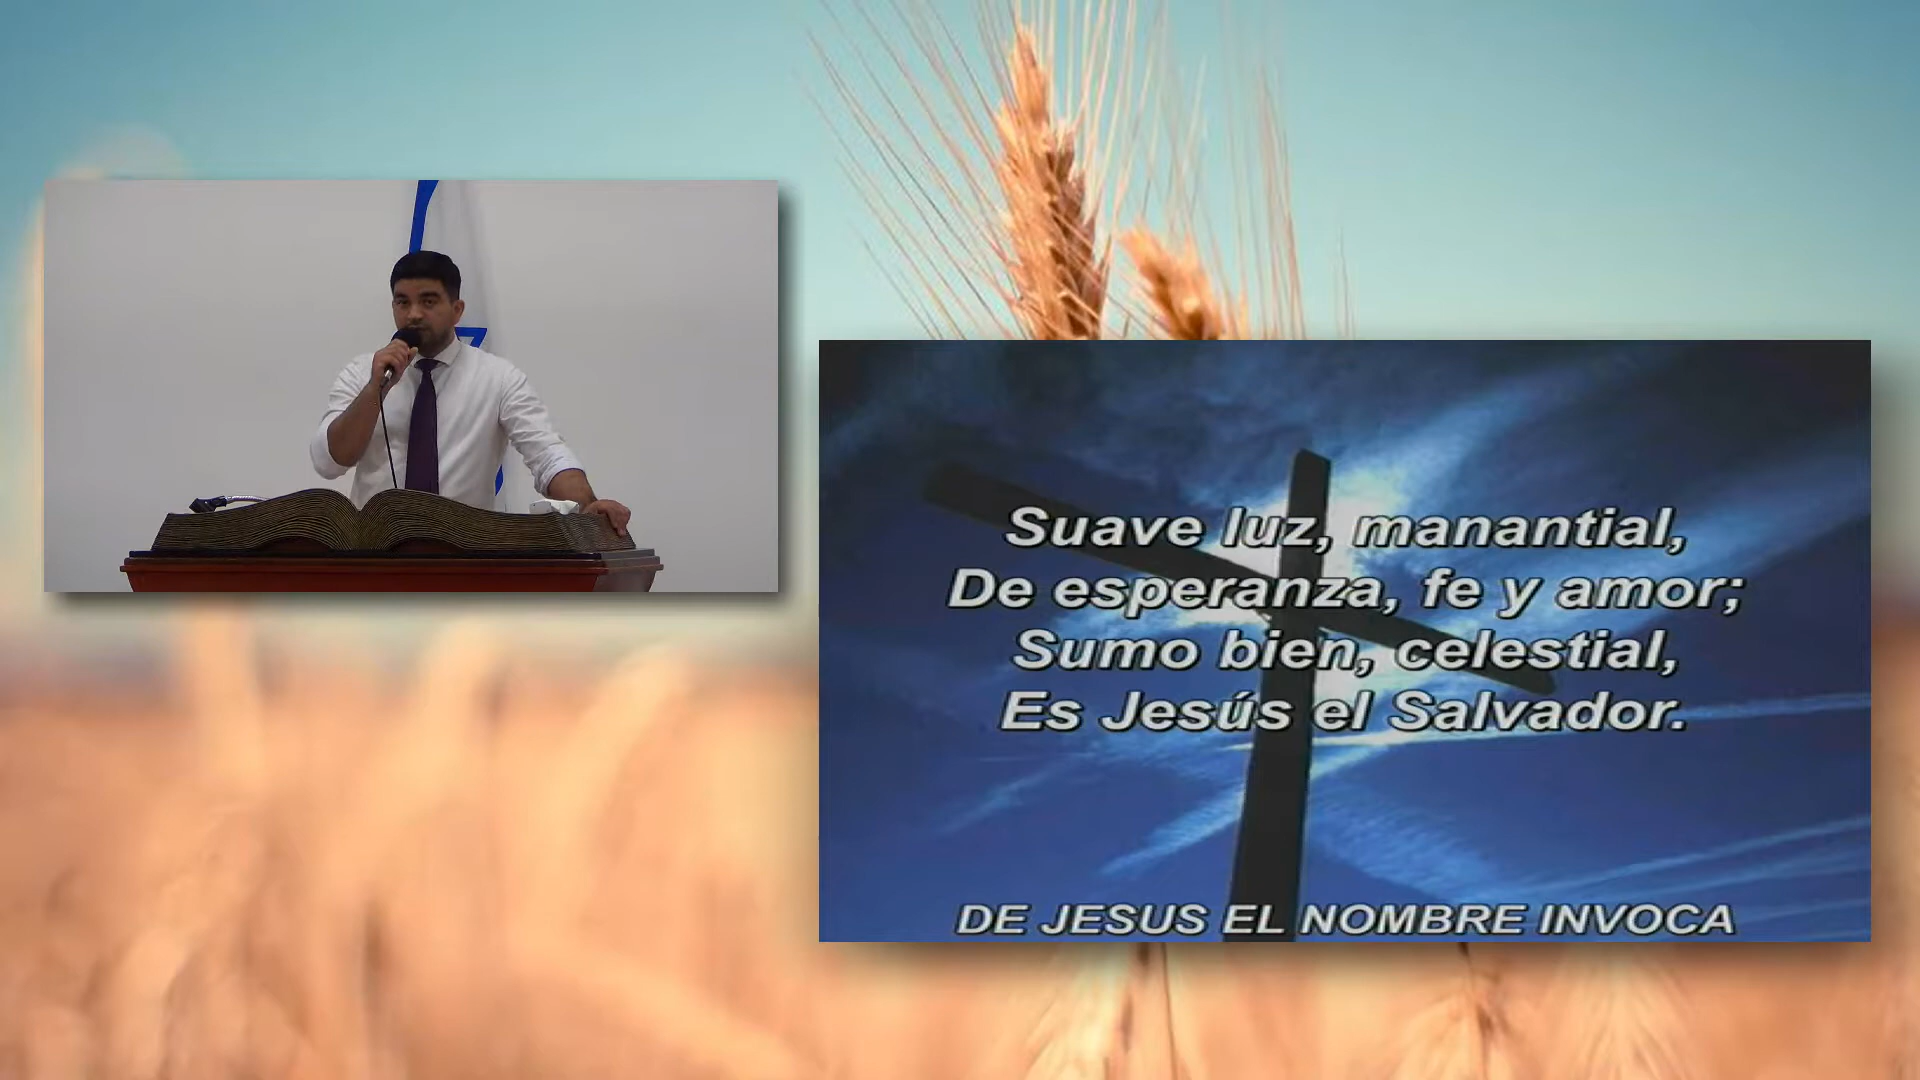 Suave luz, manantial,
De esperanza, fe y amor;
Sumo bien, celestial,
Es Jesús el Salvador.
DE JESUS EL NOMBRE INVOCA